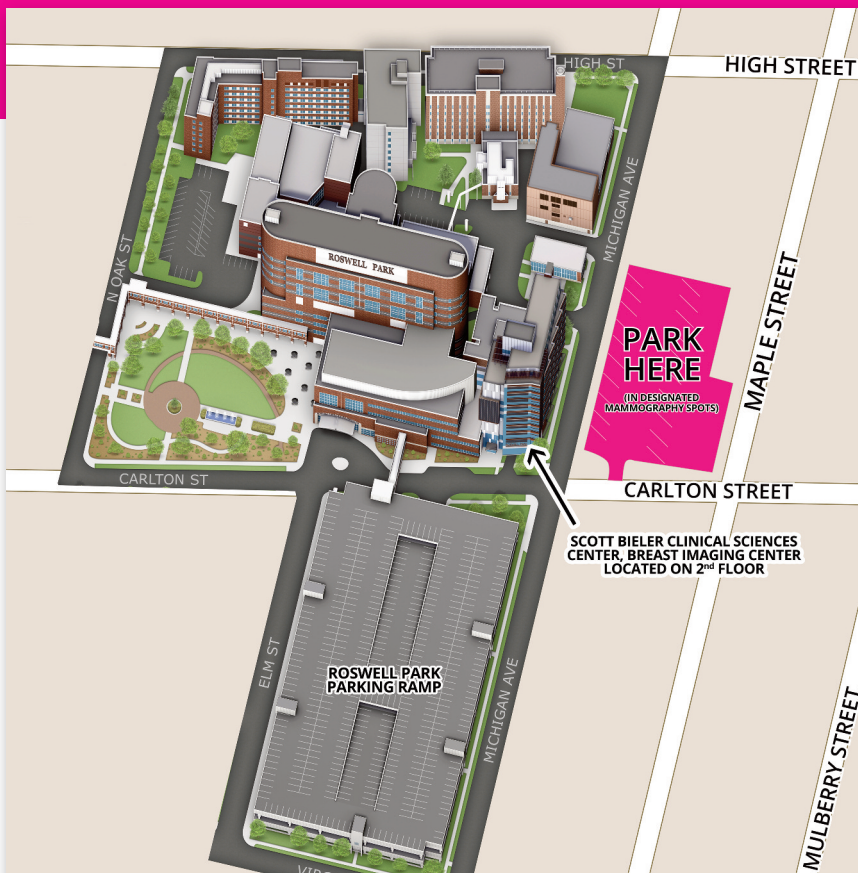 HIGH ST
HIGH STREET
MICHIGAN AVE
N OAK ST
ROSWELL PARK
MAPLE STREET
PARK
HERE
(IN DESIGNATED
MAMMOGRAPHY SPOTS)
CARLTON ST
CARLTON STREET
SCOTT BIELER CLINICAL SCIENCES
CENTER, BREAST IMAGING CENTER
LOCATED ON 2nd FLOOR
ELM ST
ROSWELL PARK
PARKING RAMP
MICHIGAN AVE
MULBERRY STREET